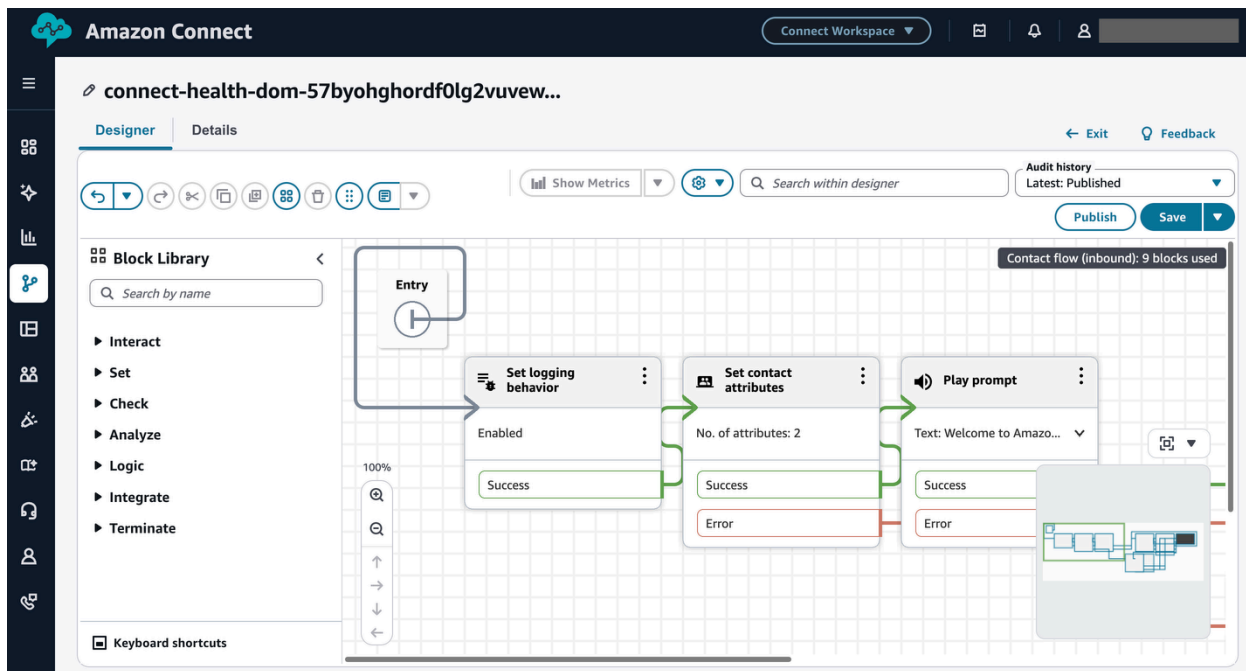 Amazon Connect
Connect Workspace
connect-health-dom-57byohghordf0lg2vuvew...
Designer
Details
Exit
Feedback
Show Metrics
Search within designer
Audit history
Latest: Published
Publish
Save
Block Library
Search by name
Interact
Set
Check
Analyze
Logic
Integrate
Terminate
Keyboard shortcuts
Contact flow (inbound): 9 blocks used
Entry
100%
Set logging
behavior
Enabled
Success
Set contact
attributes
No. of attributes: 2
Success
Error
Play prompt
Text: Welcome to Amazo...
Success
Error